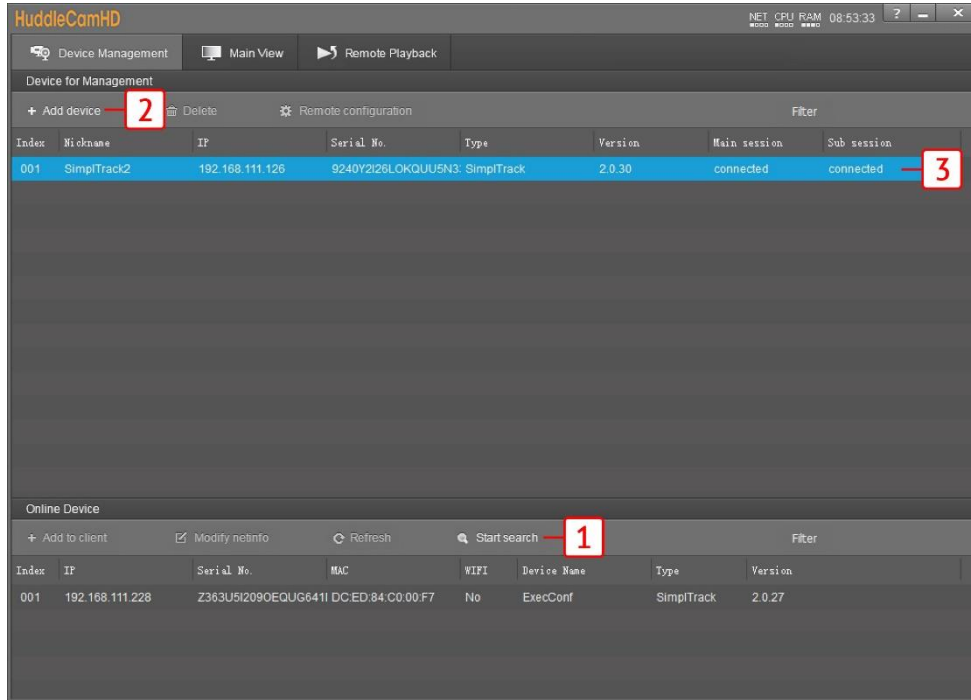 HuddleCamHD NET CPU RAM 08:53:33 ? – ×
Device Management Main View Remote Playback
Device for Management
+ Add device 2 Delete Remote configuration Filter
Index Nickname IP Serial No. Type Version Main session Sub session
001 SimplTrack2 192.168.111.126 9240Y2I26LOKQUU5N3 SimplTrack 2.0.30 connected connected 3
Online Device
+ Add to client Modify netinfo Refresh Start search 1 Filter
Index IP Serial No. MAC WIFI Device Name Type Version
001 192.168.111.228 Z363U5I209OEQUG641I DC:ED:84:C0:00:F7 No ExecConf SimplTrack 2.0.27